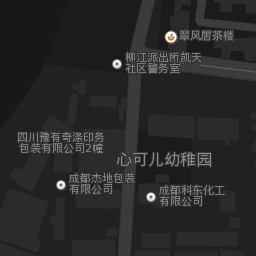 翠风居茶楼
柳江派出所凯天
社区警务室
四川豫有奇涤印务
包装有限公司2幢
心可儿幼稚园
成都杰地包装
有限公司
成都科东化工
有限公司